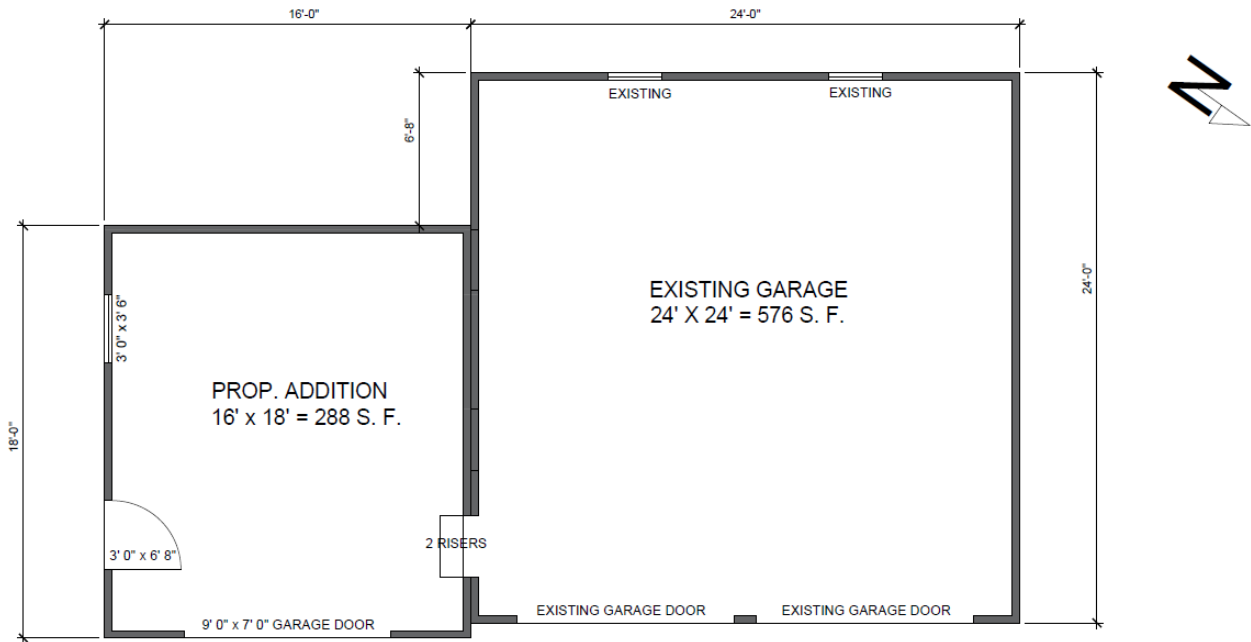 16'-0"
24'-0"
N
EXISTING
EXISTING
6'-8"
EXISTING GARAGE
24' X 24' = 576 S. F.
24'-0"
3' 0" x 3' 6"
PROP. ADDITION
16' x 18' = 288 S. F.
18'-0"
2 RISERS
3' 0" x 6' 8"
EXISTING GARAGE DOOR
EXISTING GARAGE DOOR
9' 0" x 7' 0" GARAGE DOOR